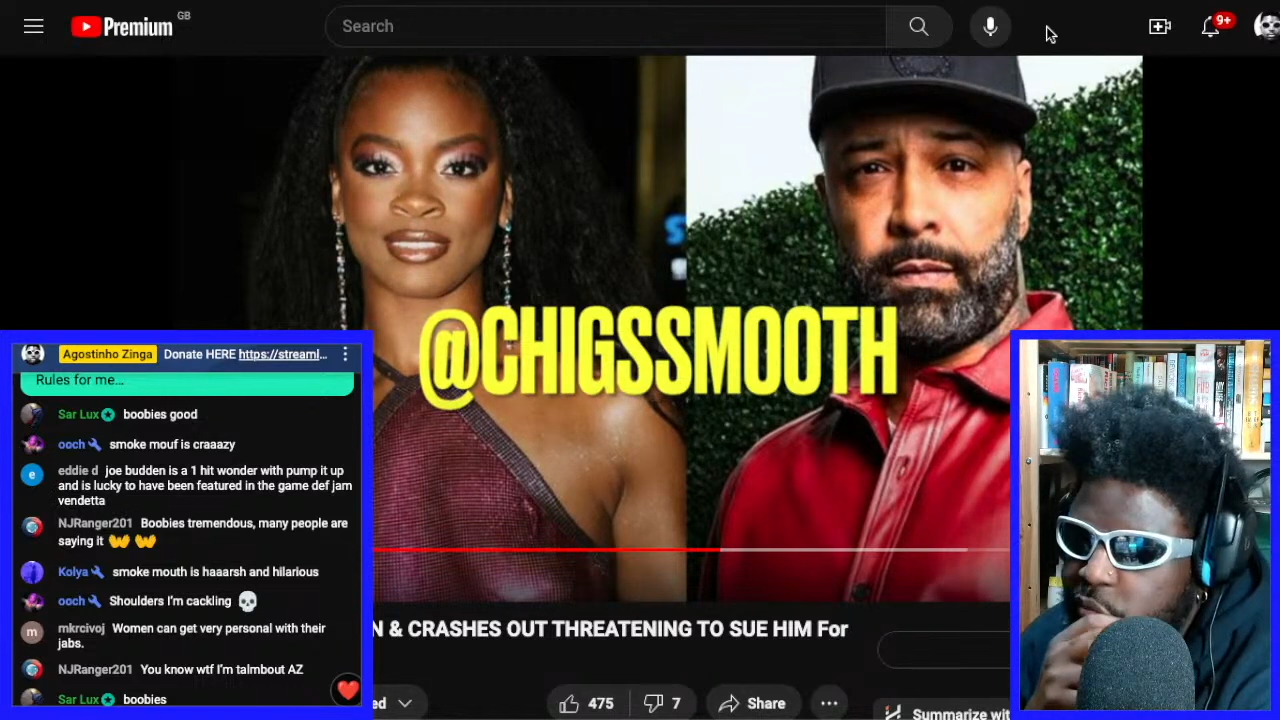 Premium GB
Search
9+
@CHIGSSMOOTH
Agostinho Zinga Donate HERE https://streaml...
Rules for me...
Sar Lux boobies good
ooch smoke mouf is craaazy
e
eddie d joe budden is a 1 hit wonder with pump it up
and is lucky to have been featured in the game def jam
vendetta
NJRanger201 Boobies tremendous, many people are
saying it
Kolya smoke mouth is haaarsh and hilarious
ooch Shoulders I'm cackling
m
mkrcivoj Women can get very personal with their
jabs.
NJRanger201 You know wtf I'm talmbout AZ
Sar Lux boobies
N & CRASHES OUT THREATENING TO SUE HIM For
ed
475
7
Share
Summarize wit